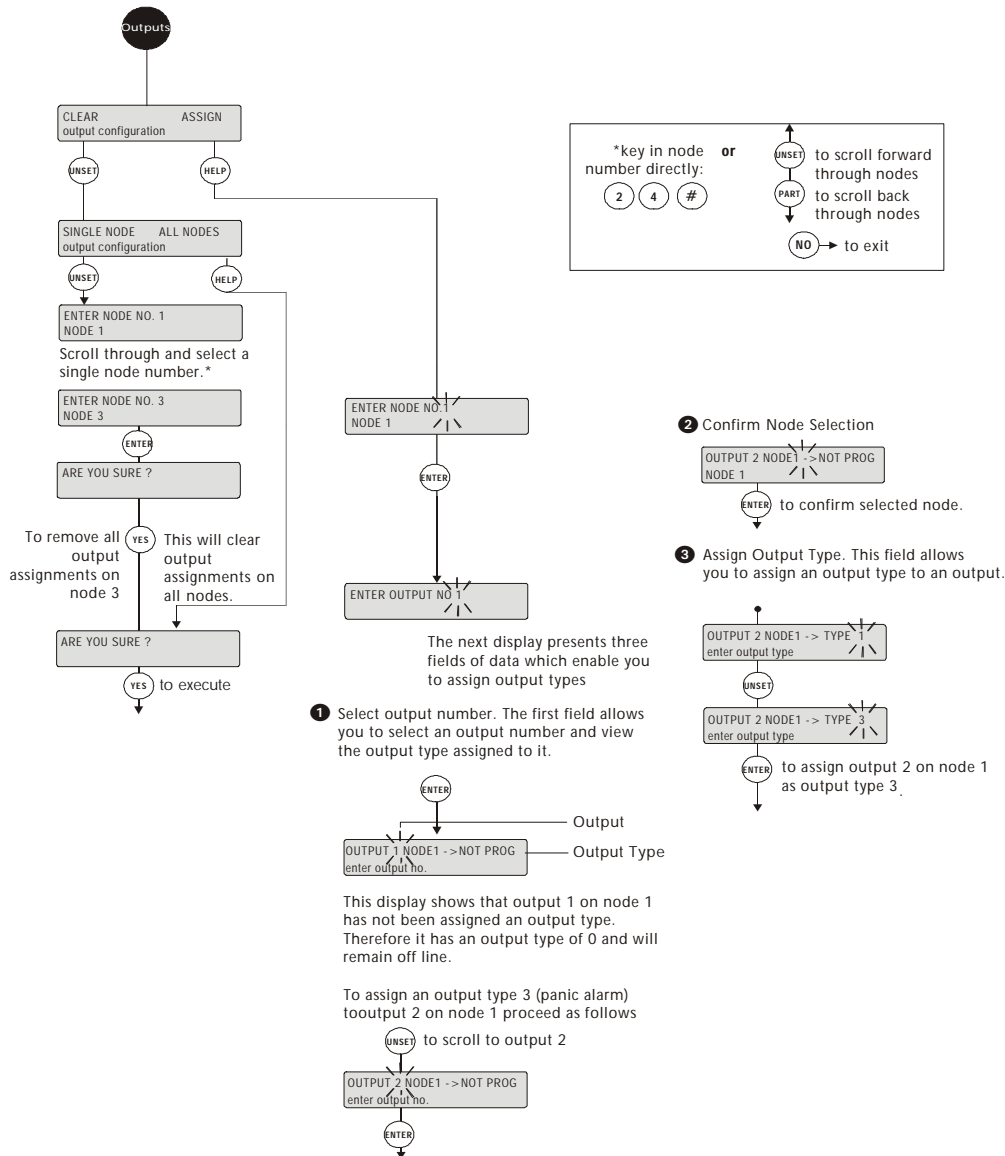 Outputs
CLEAR ASSIGN
output configuration
UNSET
HELP
SINGLE NODE ALL NODES
output configuration
UNSET
HELP
ENTER NODE NO. 1
NODE 1
Scroll through and select a
single node number.*
ENTER NODE NO. 3
NODE 3
ENTER
ARE YOU SURE ?
To remove all
output
assignments on
node 3
YES
This will clear
output
assignments on
all nodes.
ARE YOU SURE ?
YES to execute
*key in node or
number directly:
2 4 #
UNSET to scroll forward
through nodes
PART to scroll back
through nodes
NO to exit
ENTER NODE NO.1
NODE 1
ENTER
ENTER OUTPUT NO 1
The next display presents three
fields of data which enable you
to assign output types
1 Select output number. The first field allows
you to select an output number and view
the output type assigned to it.
ENTER
Output
OUTPUT 1 NODE1 ->NOT PROG
enter output no.
Output Type
This display shows that output 1 on node 1
has not been assigned an output type.
Therefore it has an output type of 0 and will
remain off line.
To assign an output type 3 (panic alarm)
tooutput 2 on node 1 proceed as follows
UNSET to scroll to output 2
OUTPUT 2 NODE1 ->NOT PROG
enter output no.
ENTER
2 Confirm Node Selection
OUTPUT 2 NODE1 ->NOT PROG
NODE 1
ENTER to confirm selected node.
3 Assign Output Type. This field allows
you to assign an output type to an output.
OUTPUT 2 NODE1 -> TYPE 1
enter output type
UNSET
OUTPUT 2 NODE1 -> TYPE 3
enter output type
ENTER to assign output 2 on node 1
as output type 3.